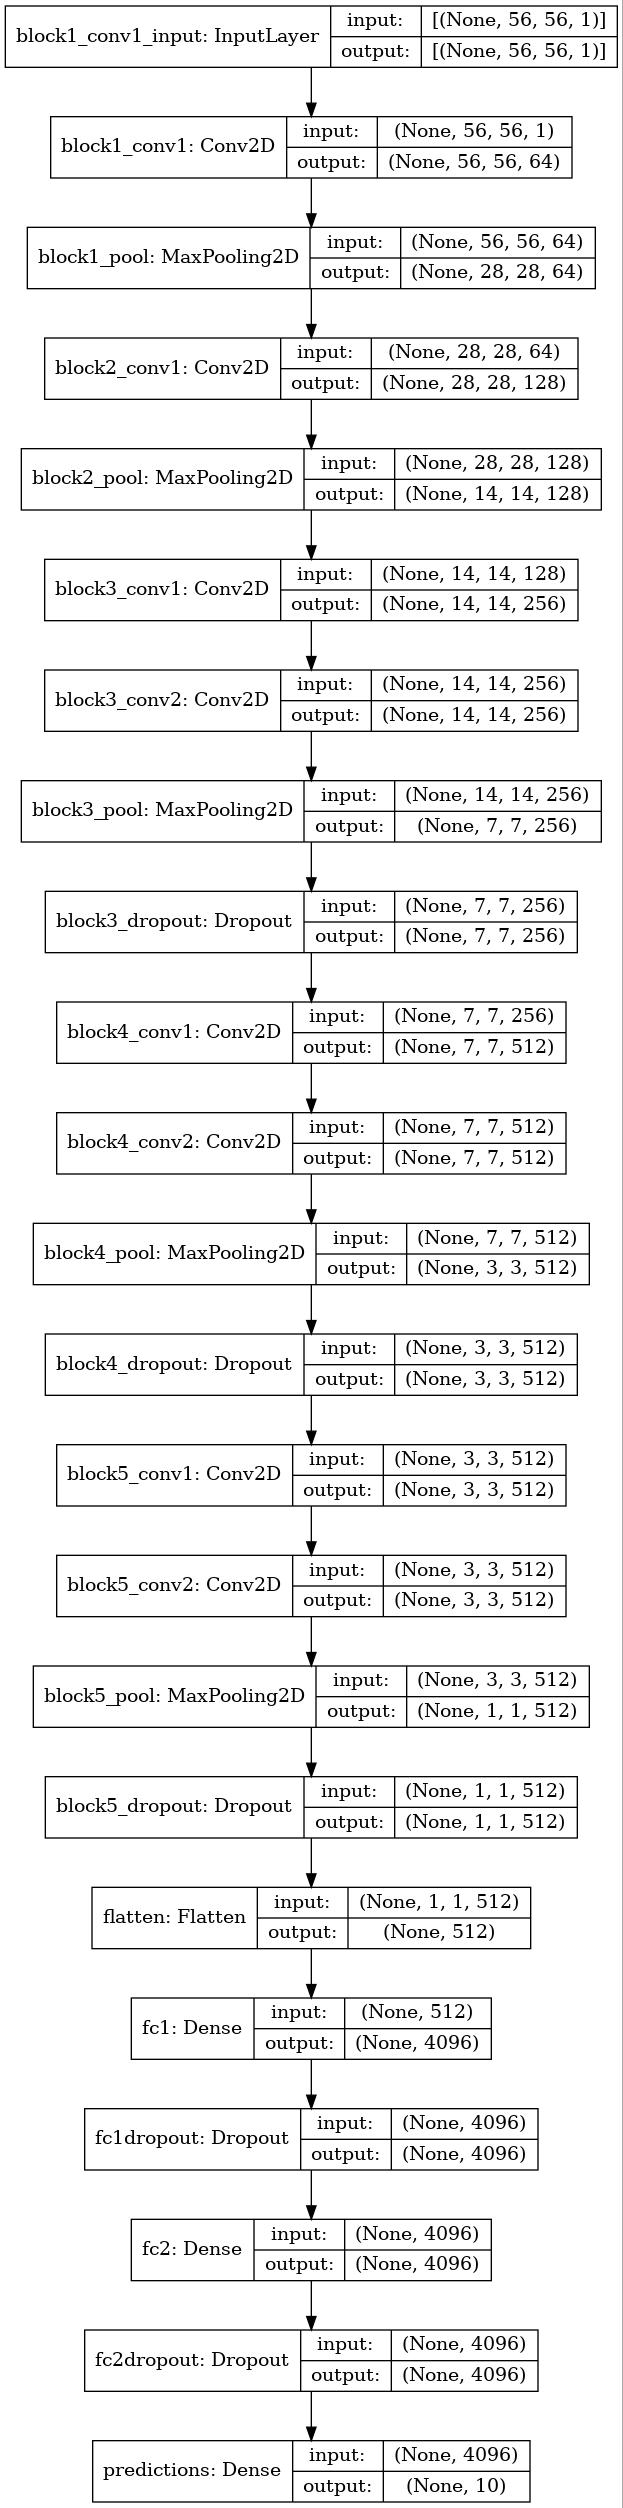 block1_conv1_input: InputLayer input: [(None, 56, 56, 1)]
output: [(None, 56, 56, 1)]
block1_conv1: Conv2D input: (None, 56, 56, 1)
output: (None, 56, 56, 64)
block1_pool: MaxPooling2D input: (None, 56, 56, 64)
output: (None, 28, 28, 64)
block2_conv1: Conv2D input: (None, 28, 28, 64)
output: (None, 28, 28, 128)
block2_pool: MaxPooling2D input: (None, 28, 28, 128)
output: (None, 14, 14, 128)
block3_conv1: Conv2D input: (None, 14, 14, 128)
output: (None, 14, 14, 256)
block3_conv2: Conv2D input: (None, 14, 14, 256)
output: (None, 14, 14, 256)
block3_pool: MaxPooling2D input: (None, 14, 14, 256)
output: (None, 7, 7, 256)
block3_dropout: Dropout input: (None, 7, 7, 256)
output: (None, 7, 7, 256)
block4_conv1: Conv2D input: (None, 7, 7, 256)
output: (None, 7, 7, 512)
block4_conv2: Conv2D input: (None, 7, 7, 512)
output: (None, 7, 7, 512)
block4_pool: MaxPooling2D input: (None, 7, 7, 512)
output: (None, 3, 3, 512)
block4_dropout: Dropout input: (None, 3, 3, 512)
output: (None, 3, 3, 512)
block5_conv1: Conv2D input: (None, 3, 3, 512)
output: (None, 3, 3, 512)
block5_conv2: Conv2D input: (None, 3, 3, 512)
output: (None, 3, 3, 512)
block5_pool: MaxPooling2D input: (None, 3, 3, 512)
output: (None, 1, 1, 512)
block5_dropout: Dropout input: (None, 1, 1, 512)
output: (None, 1, 1, 512)
flatten: Flatten input: (None, 1, 1, 512)
output: (None, 512)
fc1: Dense input: (None, 512)
output: (None, 4096)
fc1dropout: Dropout input: (None, 4096)
output: (None, 4096)
fc2: Dense input: (None, 4096)
output: (None, 4096)
fc2dropout: Dropout input: (None, 4096)
output: (None, 4096)
predictions: Dense input: (None, 4096)
output: (None, 10)